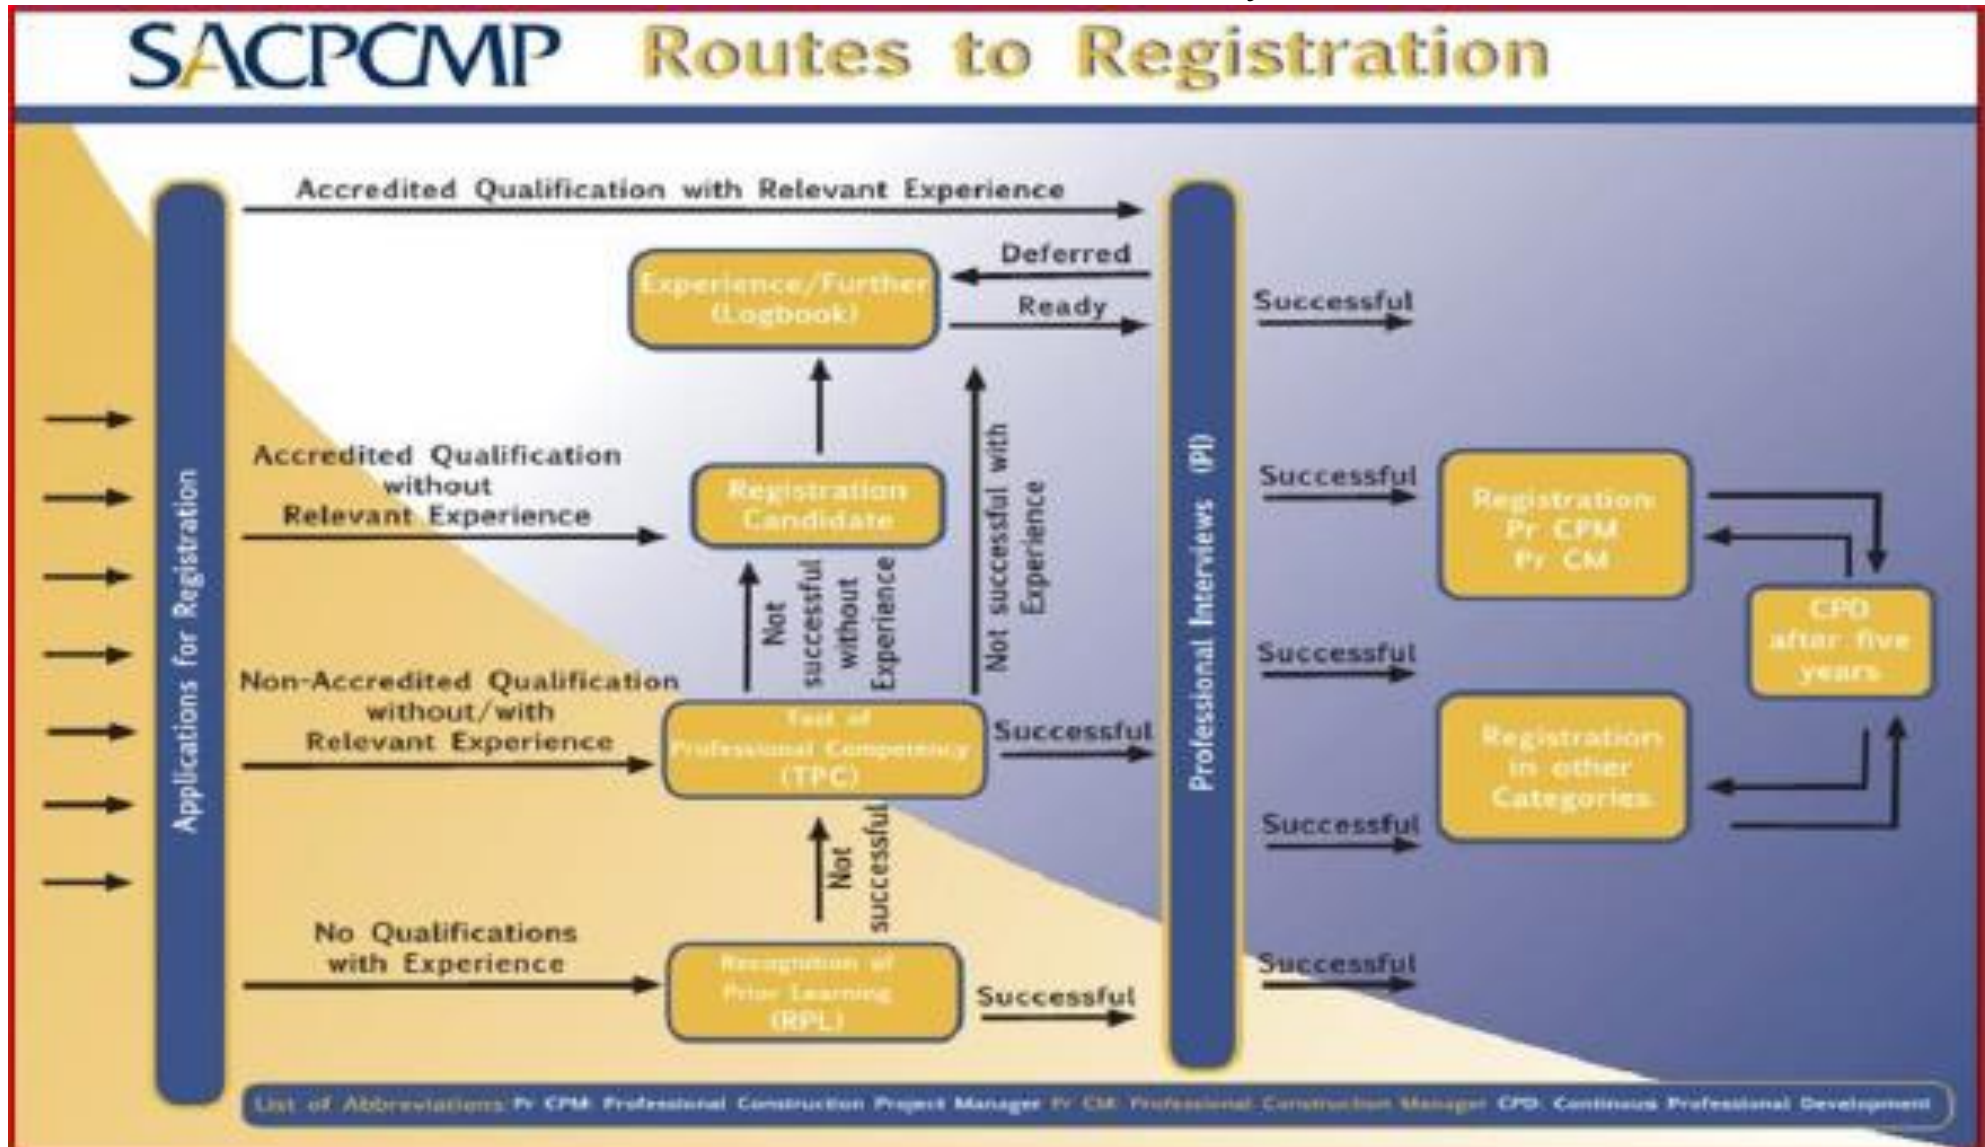 SACPCMP Routes to Registration
Accredited Qualification with Relevant Experience
Deferred
Experience/Further
(Logbook)
Ready
Successful
Accredited Qualification
without
Relevant Experience
Registration
Candidate
Not successful with
Experience
Successful
Registration
Pr CPM
Pr CM
Applications for Registration
Professional Interviews (PI)
Not
successful
without
Experience
CPD
after five
years
Successful
Non-Accredited Qualification
without/with
Relevant Experience
Test of
Professional Competency
(TPC)
Successful
Registration
in other
Categories
Successful
Not
successful
No Qualifications
with Experience
Recognition of
Prior Learning
(RPL)
Successful
Successful
List of Abbreviations: Pr CPM: Professional Construction Project Manager Pr CM: Professional Construction Manager CPD: Continous Professional Development